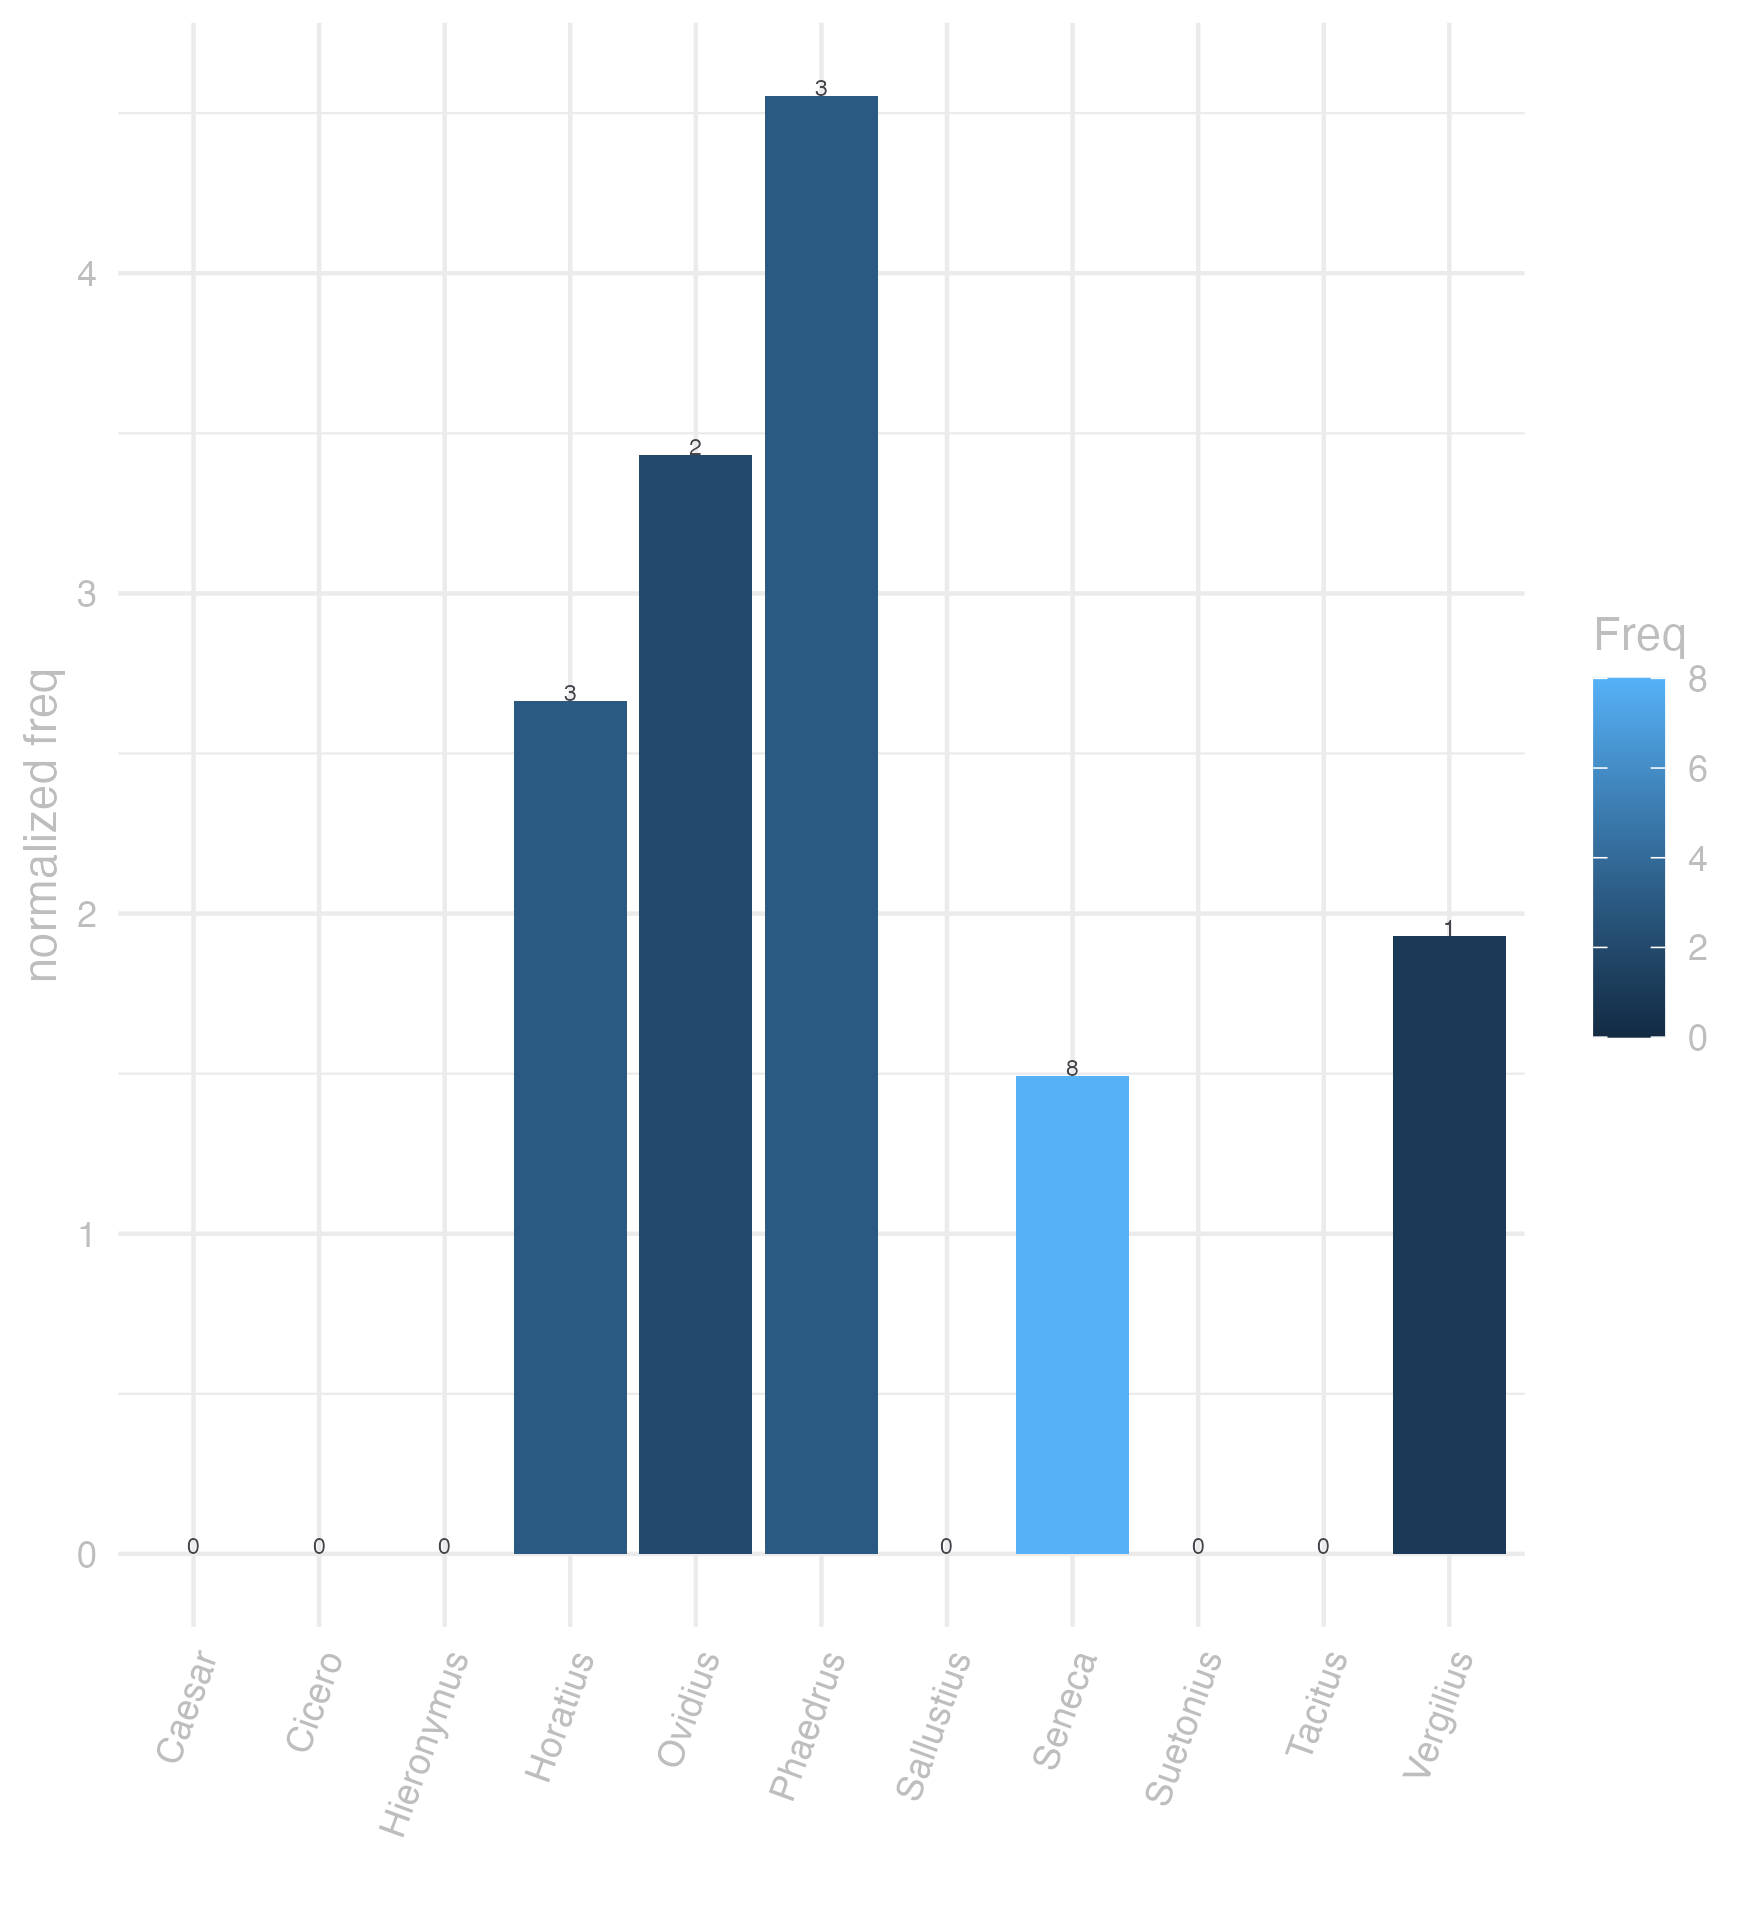 3
2
3
8
1
0
0
0
0
0
0
4
3
2
1
0
normalized freq
Caesar
Cicero
Hieronymus
Horatius
Ovidius
Phaedrus
Sallustius
Seneca
Suetonius
Tacitus
Vergilius
Freq
8
6
4
2
0